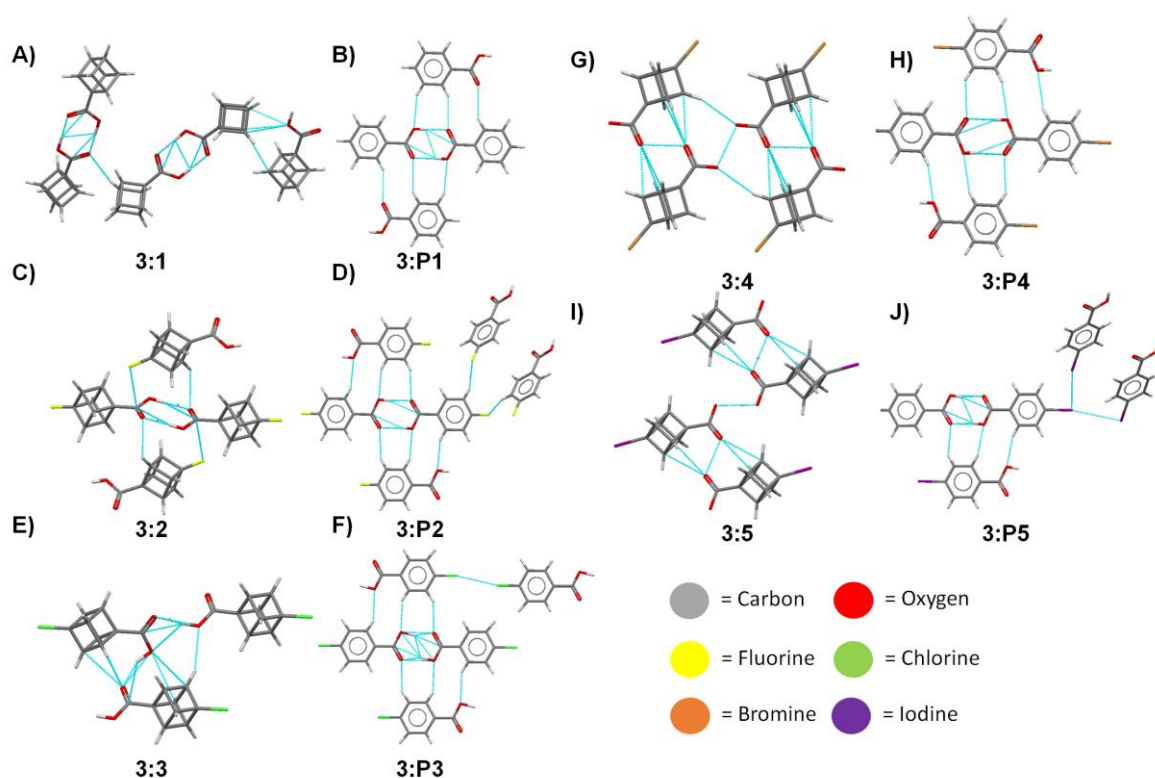 A)
3:1
B)
3:P1
C)
3:2
D)
3:P2
E)
3:3
F)
3:P3
G)
3:4
H)
3:P4
I)
3:5
J)
3:P5
= Carbon
= Oxygen
= Fluorine
= Chlorine
= Bromine
= Iodine